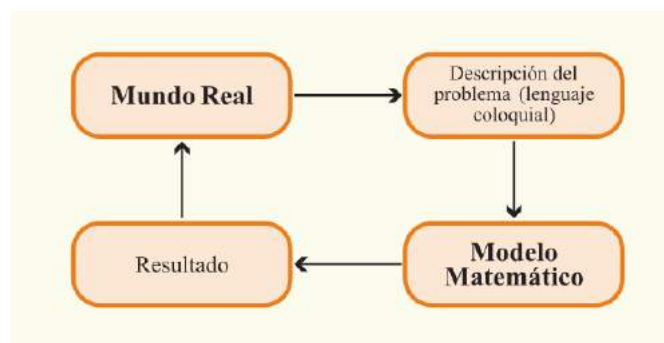 Mundo Real
Descripción del
problema (lenguaje
coloquial)
Resultado
Modelo
Matemático